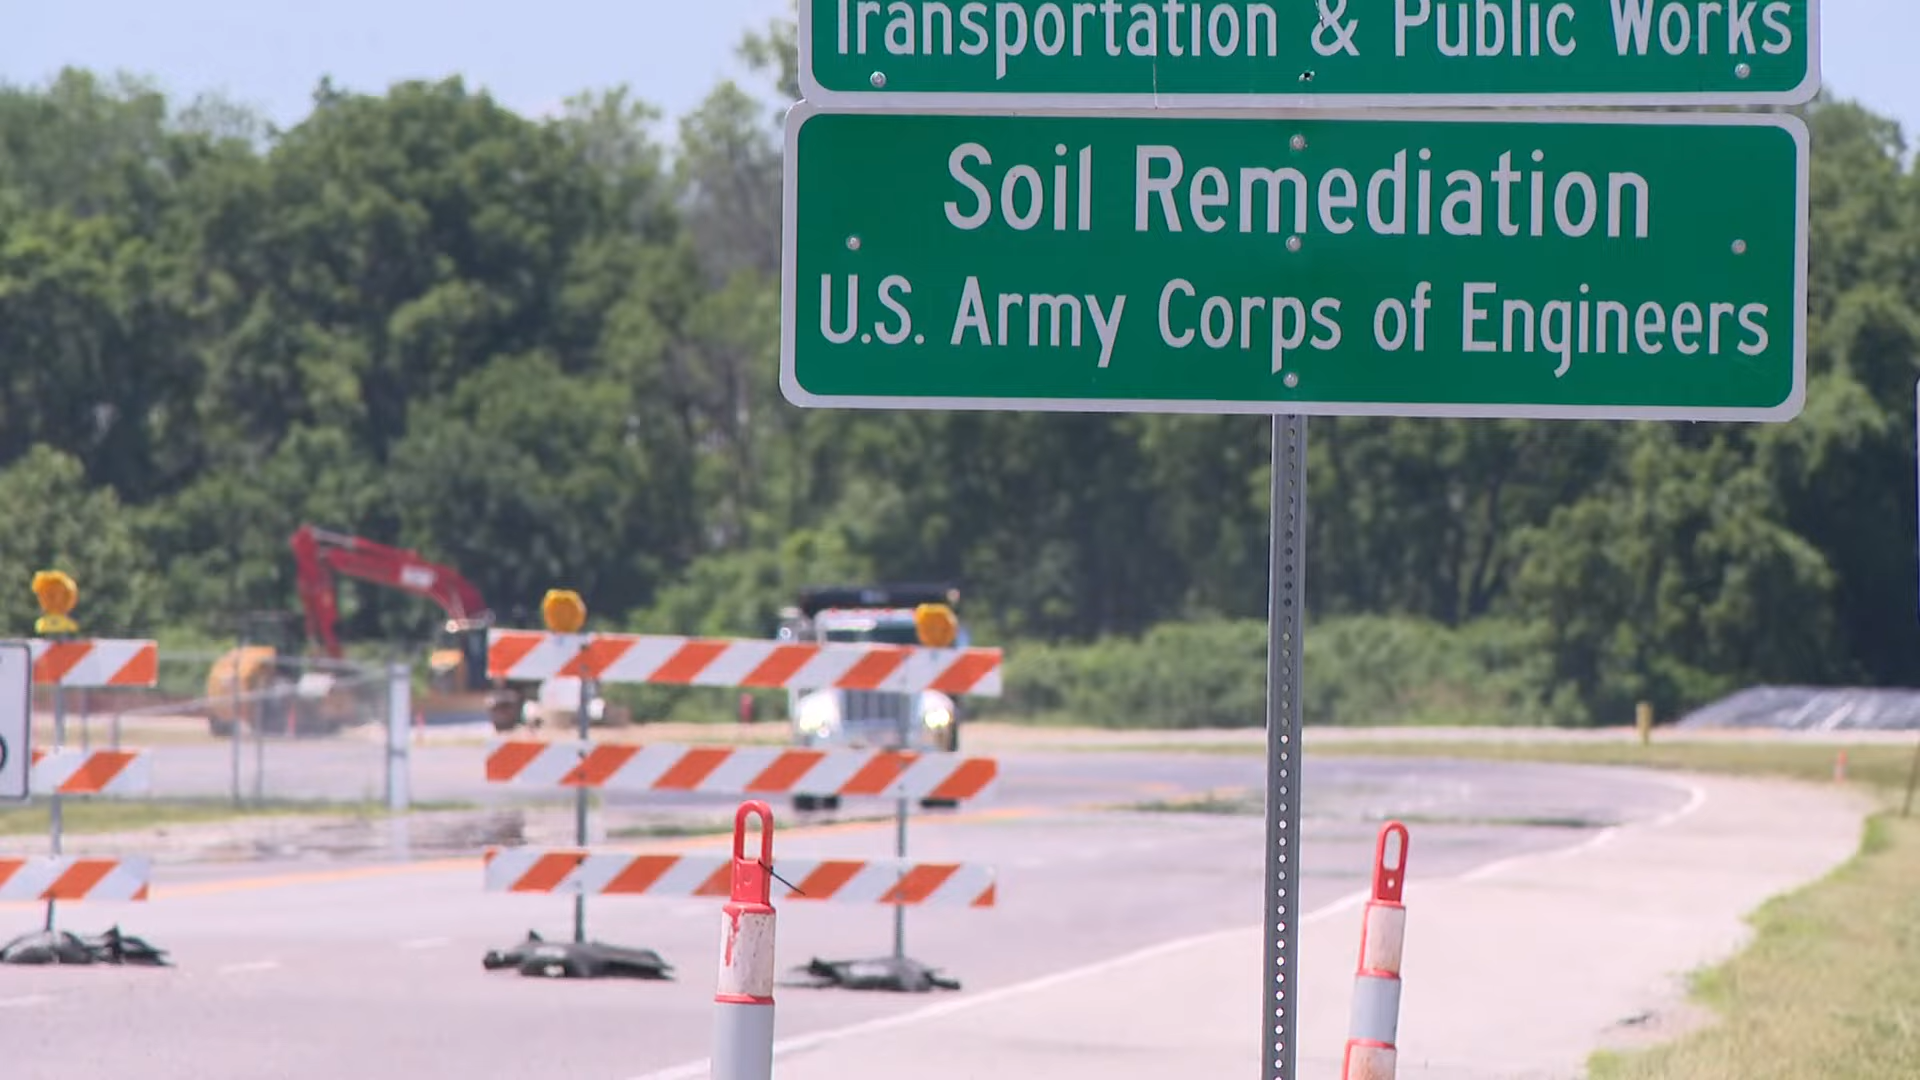 Transportation & Public Works
Soil Remediation
U.S. Army Corps of Engineers